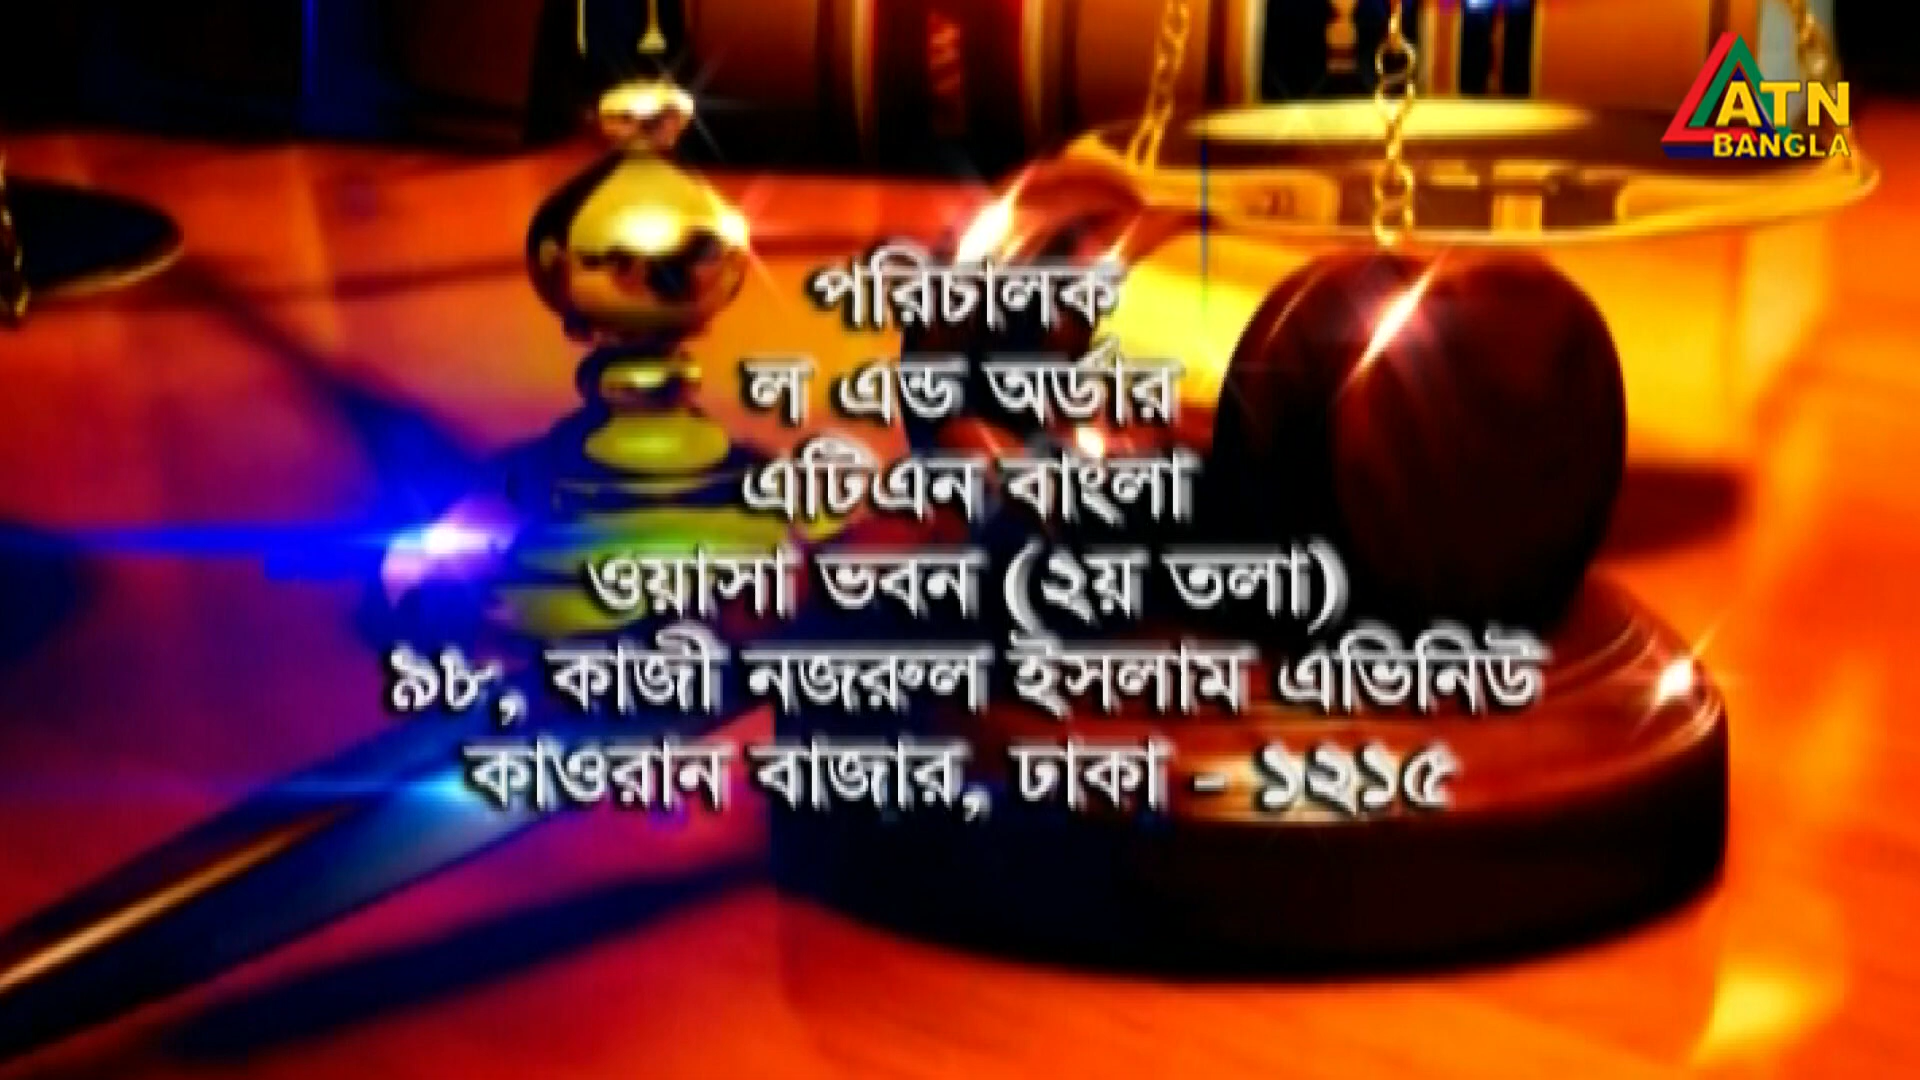 ATN
BANGLA
পরিচালক
ল এন্ড অর্ডার
এটিএন বাংলা
ওয়াসা ভবন (২য় তলা)
৯৮, কাজী নজরুল ইসলাম এভিনিউ
কাওরান বাজার, ঢাকা - ১২১৫